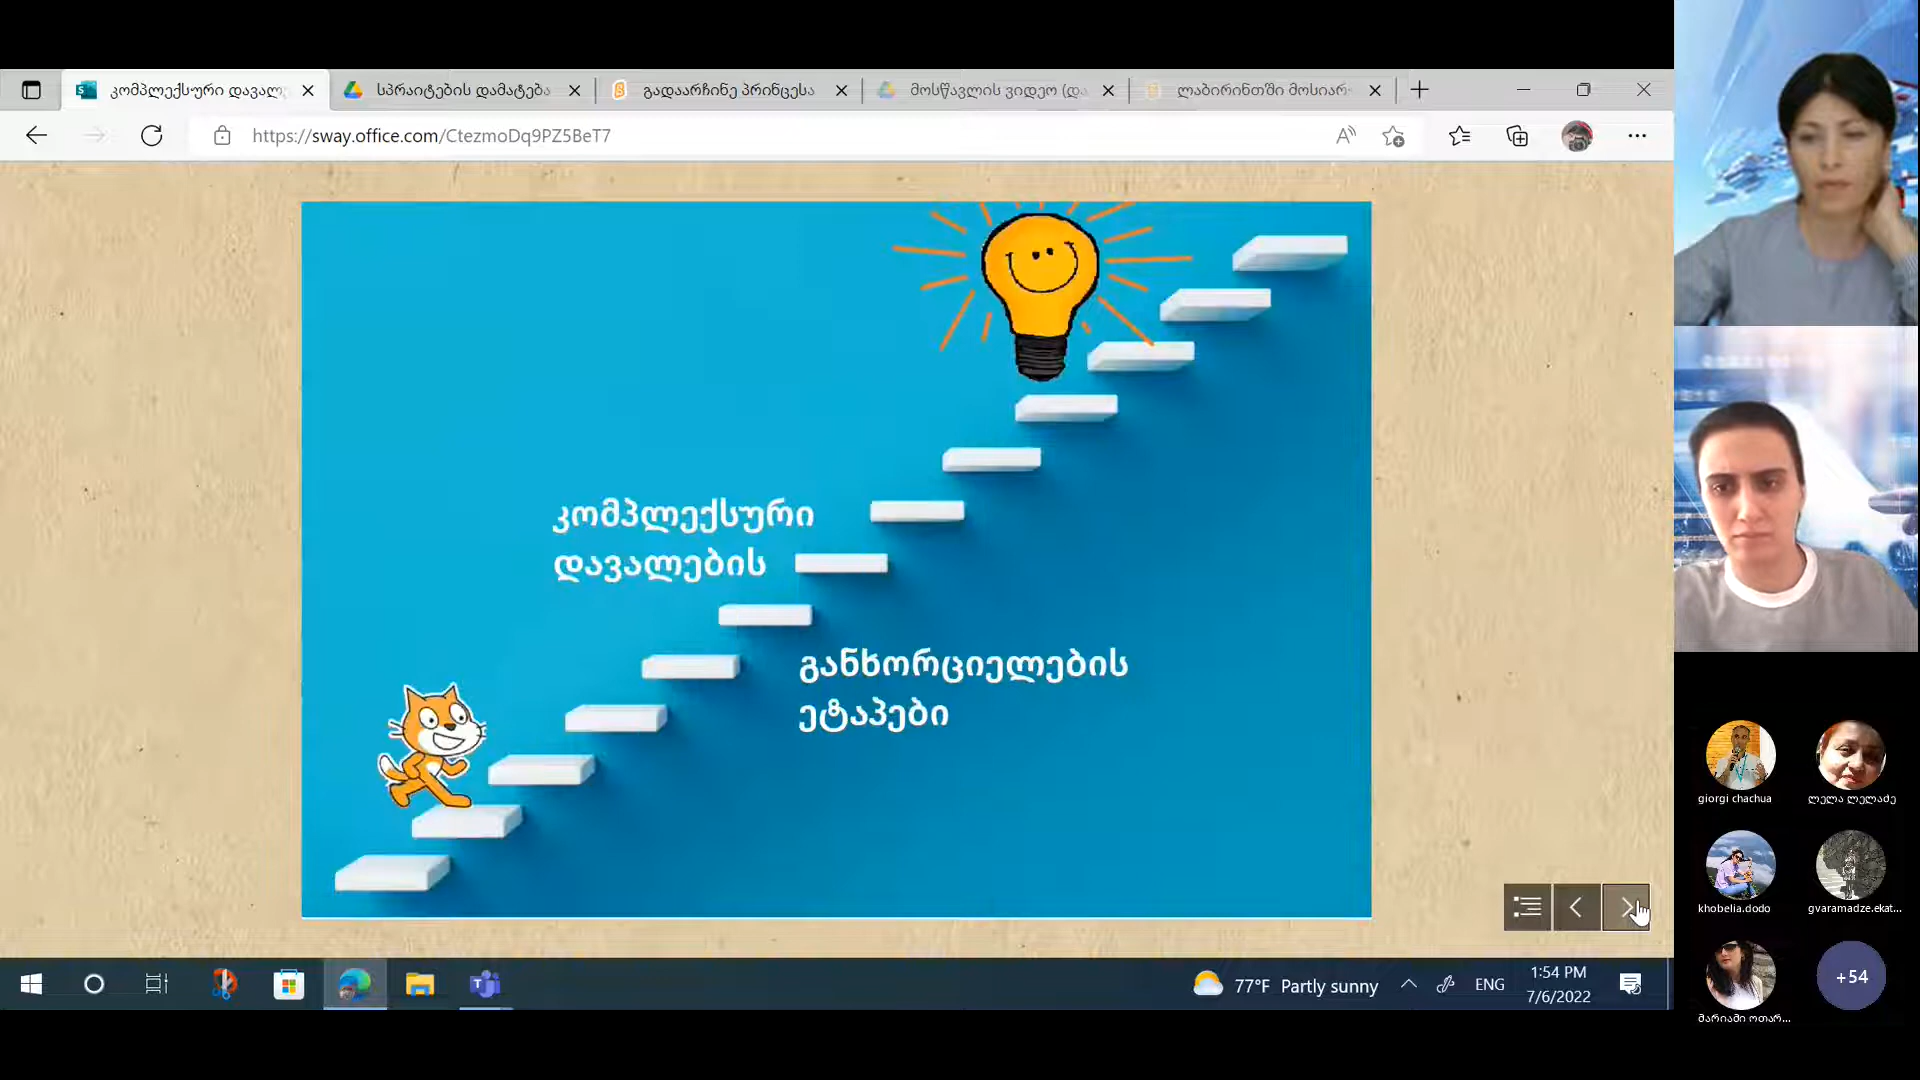 კომპლექსური დავალ
სპრაიტების დამატება
გადაარჩინე პრინცესა
მოსწავლის ვიდეო (და
ლაბირინთში მოსიარ
https://sway.office.com/CtezmoDq9PZ5BeT7
კომპლექსური
დავალების
განხორციელების
ეტაპები
giorgi chachua
ლელა ლელაძე
khobelia.dodo
gvaramadze.ekat...
მარიამი ოთარ...
+54
77°F Partly sunny
ENG
1:54 PM
7/6/2022